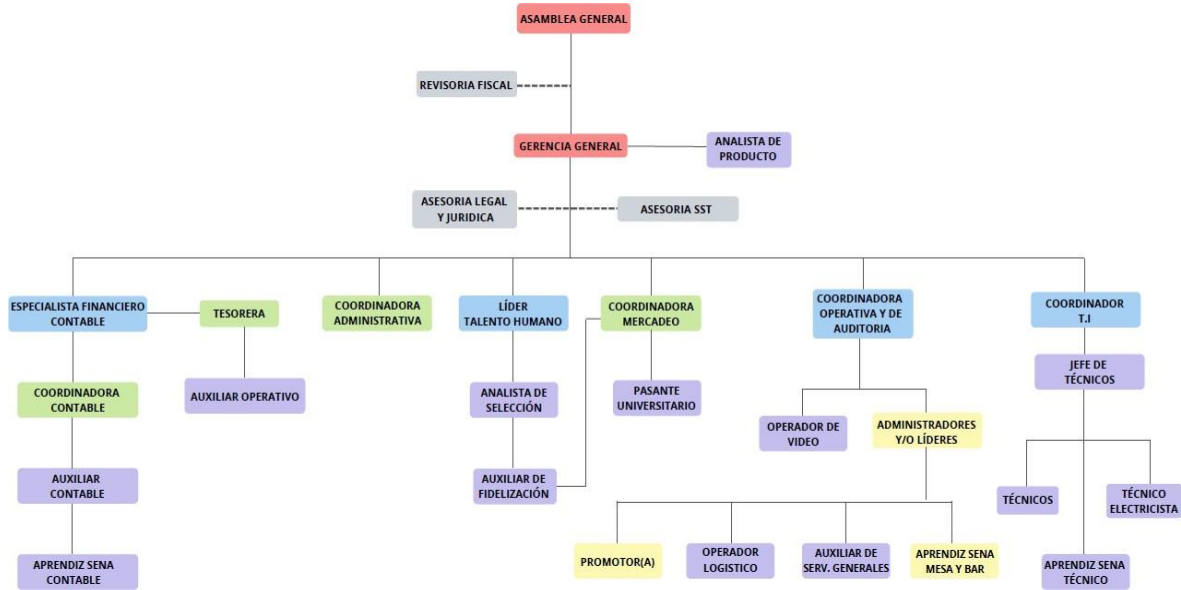 ASAMBLEA GENERAL
REVISORIA FISCAL
GERENCIA GENERAL
ANALISTA DE
PRODUCTO
ASESORIA LEGAL
Y JURIDICA
ASESORIA SST
ESPECIALISTA FINANCIERO
CONTABLE
TESORERA
COORDINADORA
ADMINISTRATIVA
LÍDER
TALENTO HUMANO
COORDINADORA
MERCADEO
COORDINADORA
OPERATIVA Y DE
AUDITORIA
COORDINADOR
T.I
COORDINADORA
CONTABLE
AUXILIAR OPERATIVO
ANALISTA DE
SELECCIÓN
PASANTE
UNIVERSITARIO
JEFE DE
TÉCNICOS
OPERADOR DE
VIDEO
ADMINISTRADORES
Y/O LÍDERES
AUXILIAR
CONTABLE
AUXILIAR DE
FIDELIZACIÓN
TÉCNICOS
TÉCNICO
ELECTRICISTA
APRENDIZ SENA
CONTABLE
PROMOTOR(A)
OPERADOR
LOGISTICO
AUXILIAR DE
SERV. GENERALES
APRENDIZ SENA
MESA Y BAR
APRENDIZ SENA
TÉCNICO